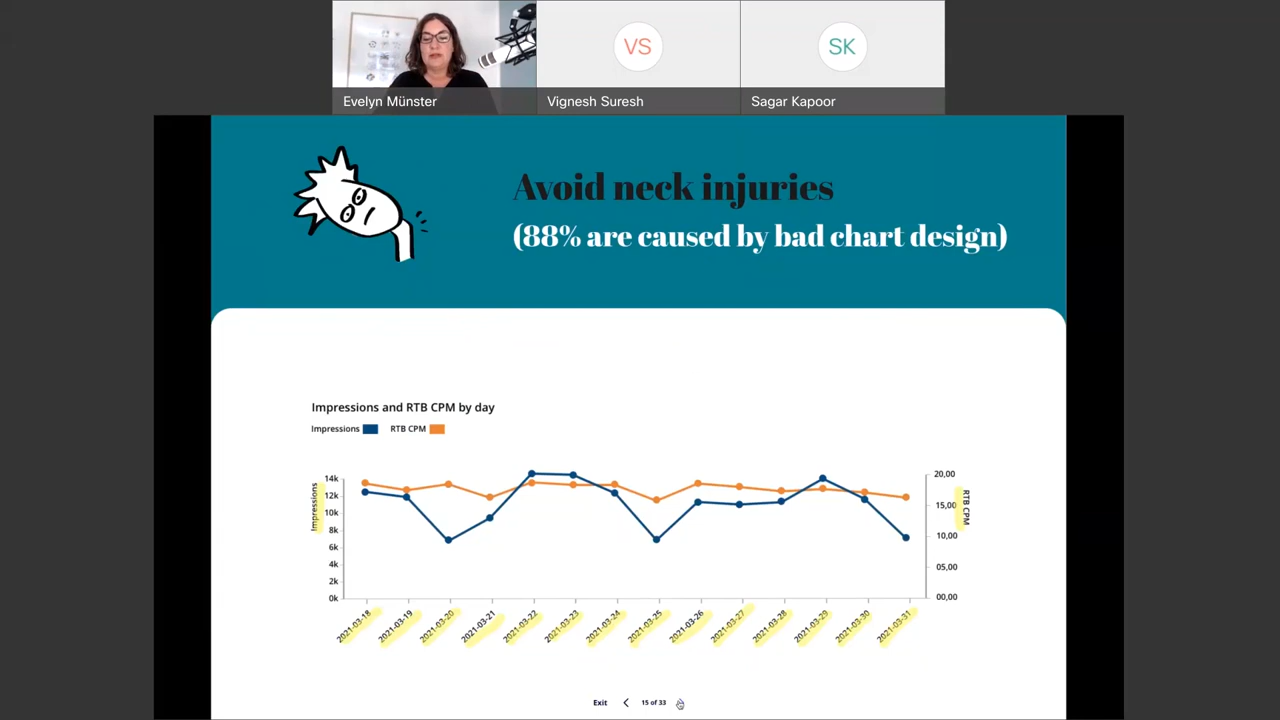 VS
SK
Evelyn Münster
Vignesh Suresh
Sagar Kapoor
Avoid neck injuries
(88% are caused by bad chart design)
Impressions and RTB CPM by day
Impressions
RTB CPM
Impressions
14k
12k
10k
8k
6k
4k
2k
0k
20,00
15,00
10,00
05,00
00,00
RTB CPM
2021-03-18
2021-03-19
2021-03-20
2021-03-21
2021-03-22
2021-03-23
2021-03-24
2021-03-25
2021-03-26
2021-03-27
2021-03-28
2021-03-29
2021-03-30
2021-03-31
Exit
15 of 33